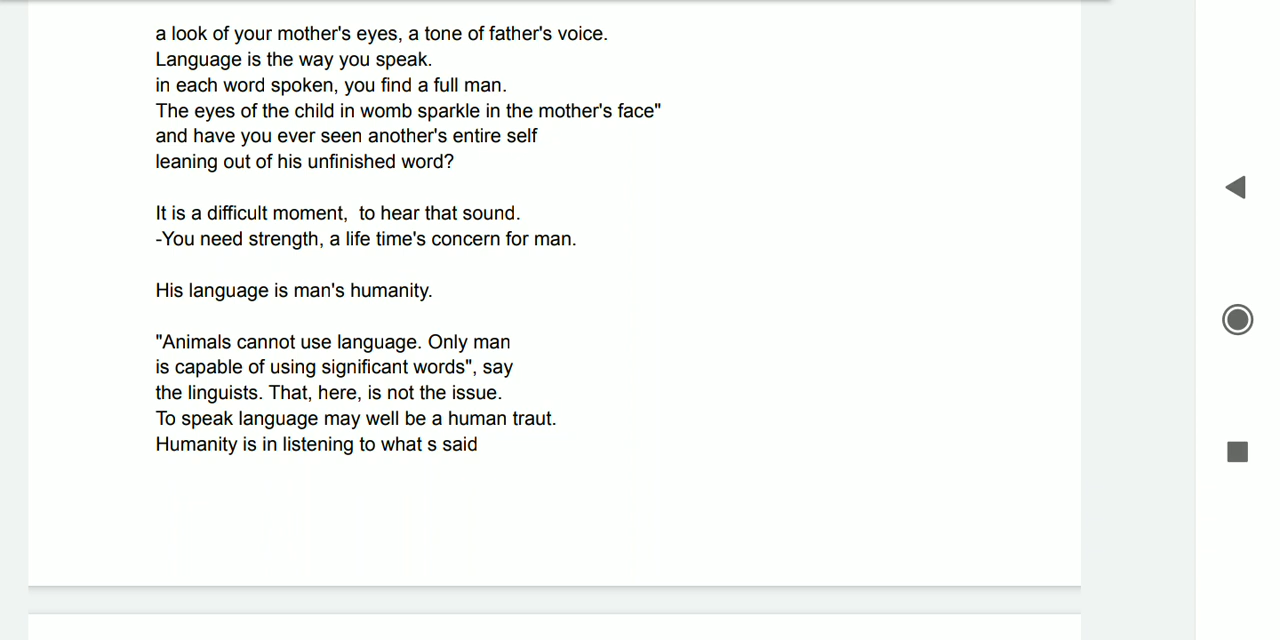 a look of your mother's eyes, a tone of father's voice.
Language is the way you speak.
in each word spoken, you find a full man.
The eyes of the child in womb sparkle in the mother's face"
and have you ever seen another's entire self
leaning out of his unfinished word?
It is a difficult moment,  to hear that sound.
-You need strength, a life time's concern for man.
His language is man's humanity.
"Animals cannot use language. Only man
is capable of using significant words", say
the linguists. That, here, is not the issue.
To speak language may well be a human traut.
Humanity is in listening to what s said